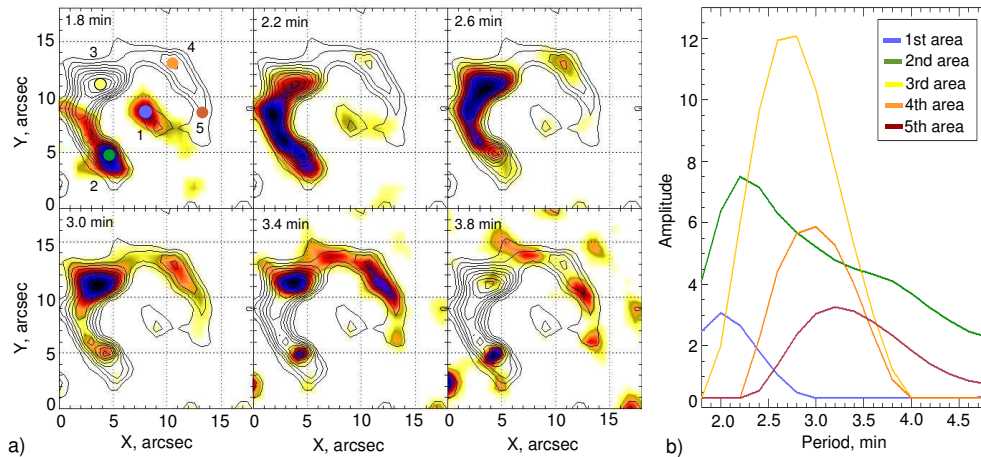 1.8 min
2.2 min
2.6 min
15
10
5
0
Y, arcsec
3
4
1
5
2
3.0 min
3.4 min
3.8 min
15
10
5
0
Y, arcsec
0 5 10 15 0 5 10 15 0 5 10 15
X, arcsec X, arcsec X, arcsec
a)
12
10
8
6
4
2
0
Amplitude
1st area
2nd area
3rd area
4th area
5th area
2.0 2.5 3.0 3.5 4.0 4.5
Period, min
b)